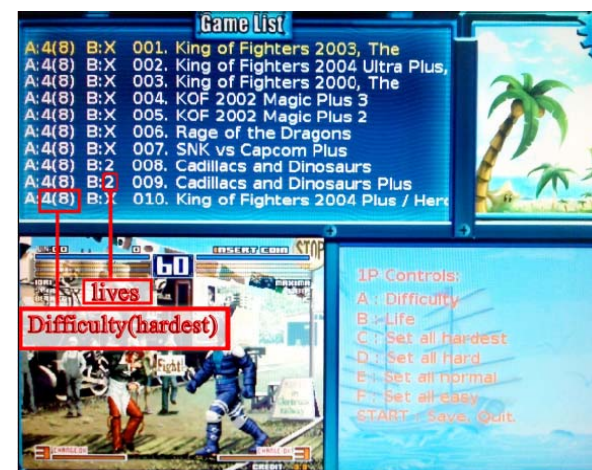 Game List
A:4(8) B:X 001. King of Fighters 2003, The
A:4(8) B:X 002. King of Fighters 2004 Ultra Plus,
A:4(8) B:X 003. King of Fighters 2000, The
A:4(8) B:X 004. KOF 2002 Magic Plus 3
A:4(8) B:X 005. KOF 2002 Magic Plus 2
A:4(8) B:X 006. Rage of the Dragons
A:4(8) B:X 007. SNK vs Capcom Plus
A:4(8) B:2 008. Cadillacs and Dinosaurs
A:4(8) B:2 009. Cadillacs and Dinosaurs Plus
A:4(8) B:X 010. King of Fighters 2004 Plus / Hero
INSERT COIN
60
IORI
MAXIMA
lives
Difficulty(hardest)
Fight!
CREDIT
1P Controls:
A : Difficulty
B : Life
C : Set all hardest
D : Set all hard
E : Set all normal
F : Set all easy
START : Save, Quit.